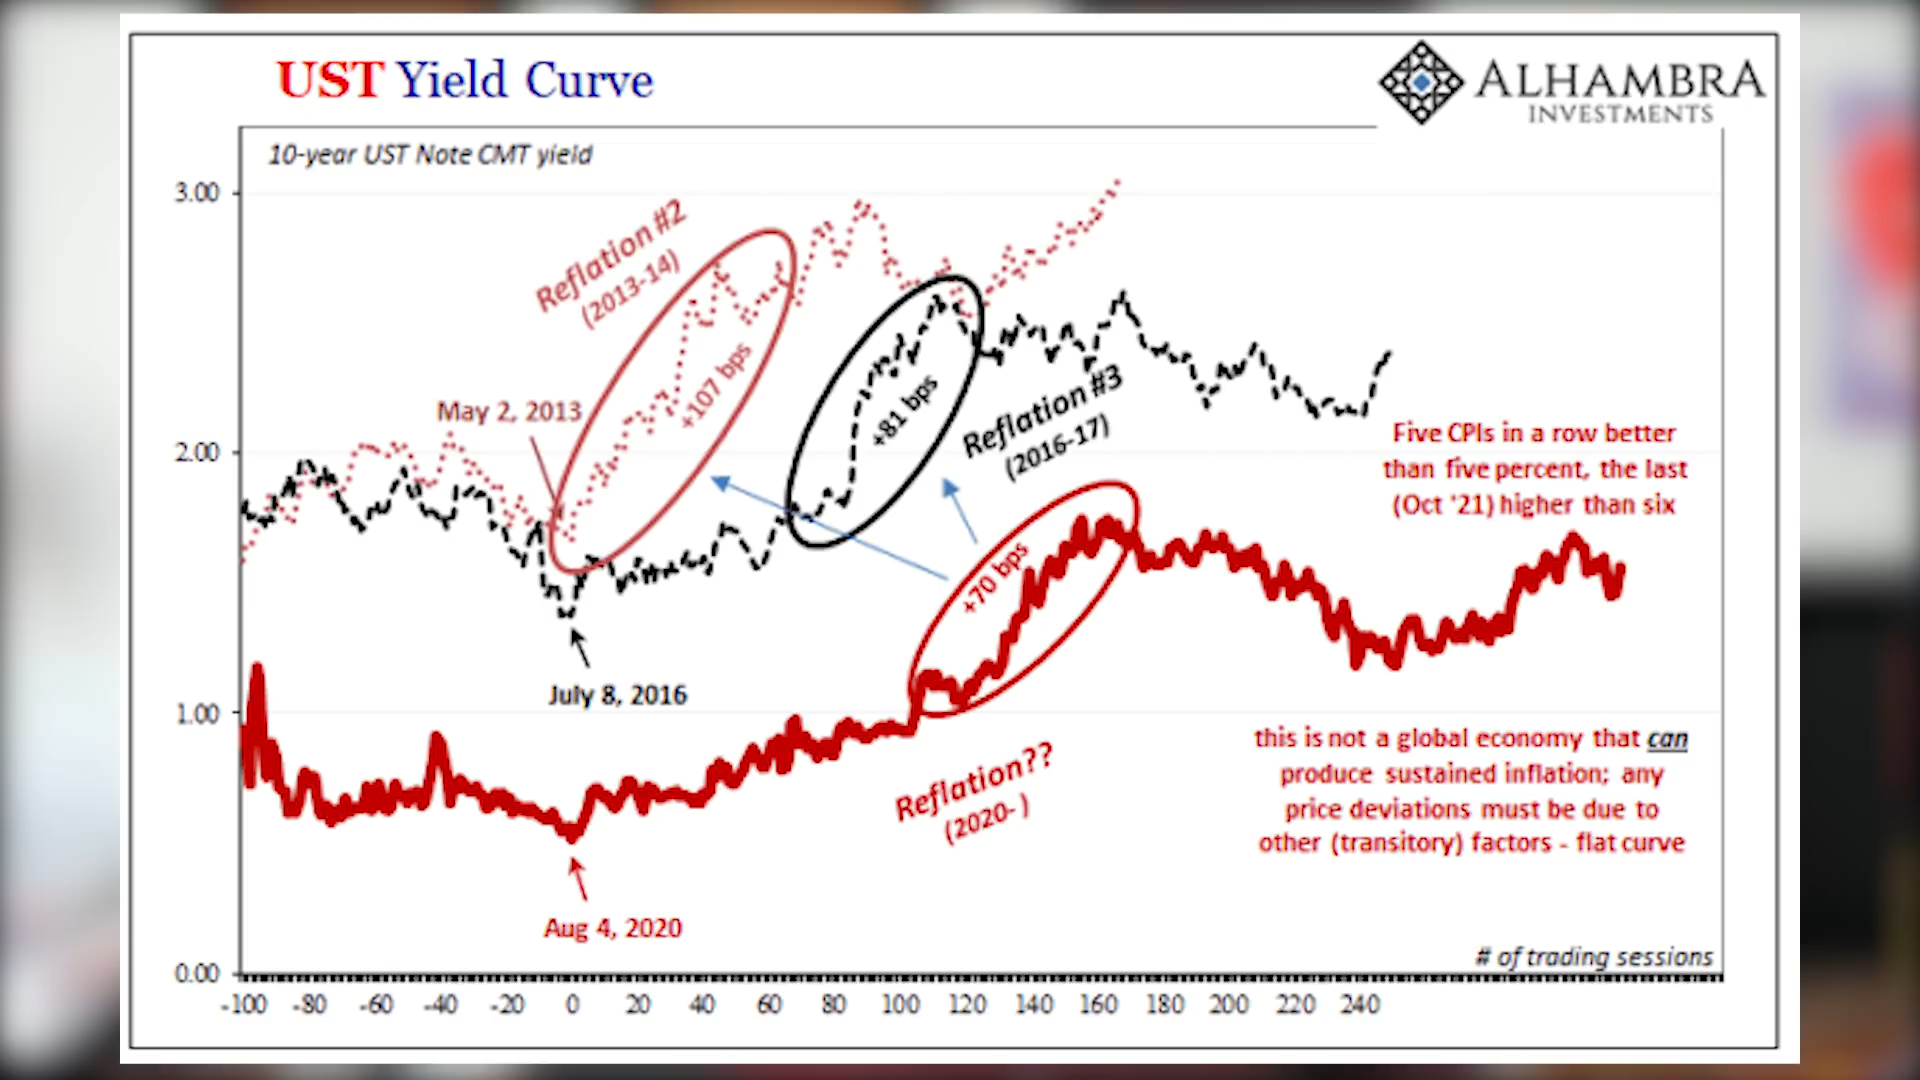 UST Yield Curve
ALHAMBRA
INVESTMENTS
10-year UST Note CMT yield
3.00
2.00
1.00
0.00
Reflation #2
(2013-14)
+107 bps
May 2, 2013
+81 bps
Reflation #3
(2016-17)
July 8, 2016
Five CPIs in a row better
than five percent, the last
(Oct '21) higher than six
+70 bps
Reflation??
(2020- )
this is not a global economy that can
produce sustained inflation; any
price deviations must be due to
other (transitory) factors - flat curve
Aug 4, 2020
# of trading sessions
-100 -80 -60 -40 -20 0 20 40 60 80 100 120 140 160 180 200 220 240